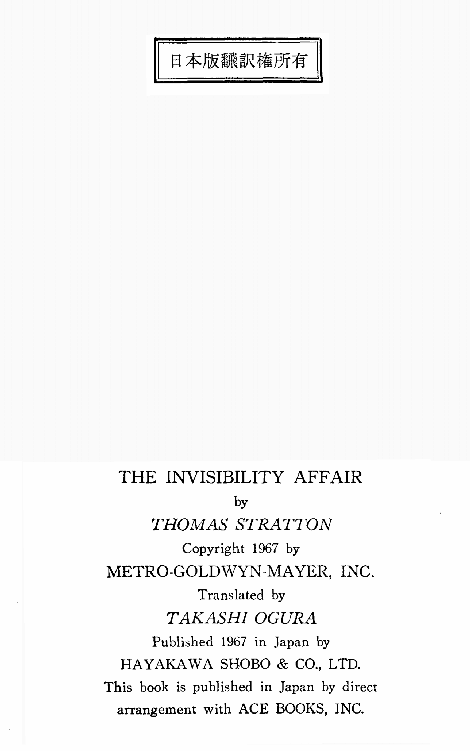 日本版翻訳権所有
THE INVISIBILITY AFFAIR
by
THOMAS STRATTON
Copyright 1967 by
METRO-GOLDWYN-MAYER, INC.
Translated by
TAKASHI OGURA
Published 1967 in Japan by
HAYAKAWA SHOBO & CO., LTD.
This book is published in Japan by direct
arrangement with ACE BOOKS, INC.